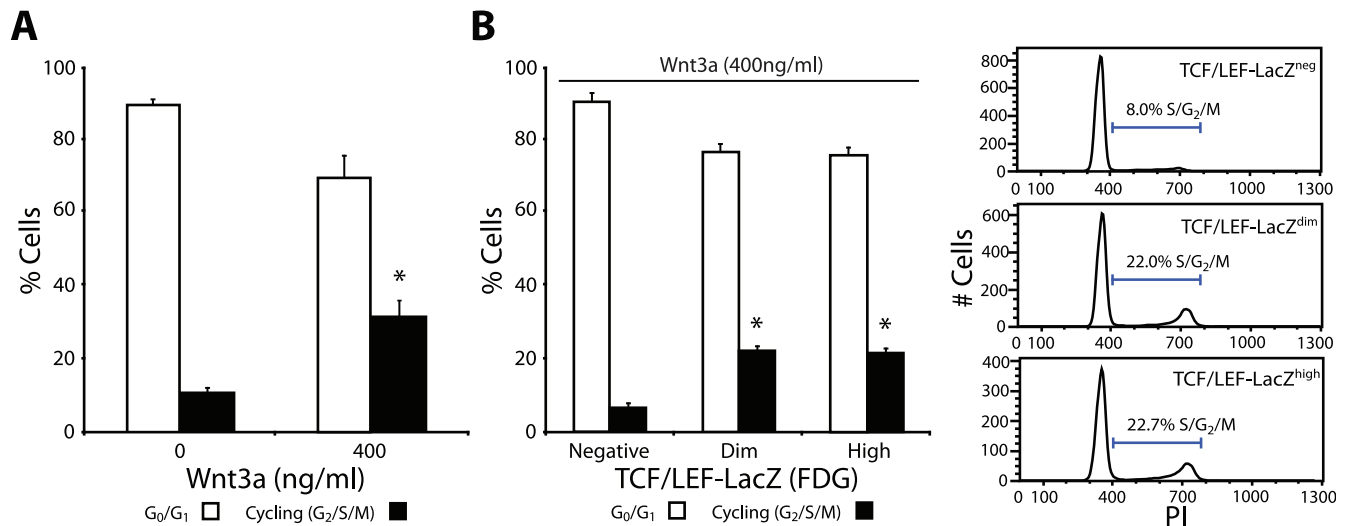 A
100
80
60
40
20
0
% Cells
*
0
400
Wnt3a (ng/ml)
G₀/G₁
Cycling (G₂/S/M)
B
Wnt3a (400ng/ml)
100
80
60
40
20
0
% Cells
*
*
Negative
Dim
High
TCF/LEF-LacZ (FDG)
G₀/G₁
Cycling (G₂/S/M)
# Cells
TCF/LEF-LacZneg
8.0% S/G₂/M
800
600
400
200
0
0 100 400 700 1000 1300
TCF/LEF-LacZdim
22.0% S/G₂/M
600
400
200
0
0 100 400 700 1000 1300
TCF/LEF-LacZhigh
22.7% S/G₂/M
400
300
200
100
0
0 100 400 700 1000 1300
PI